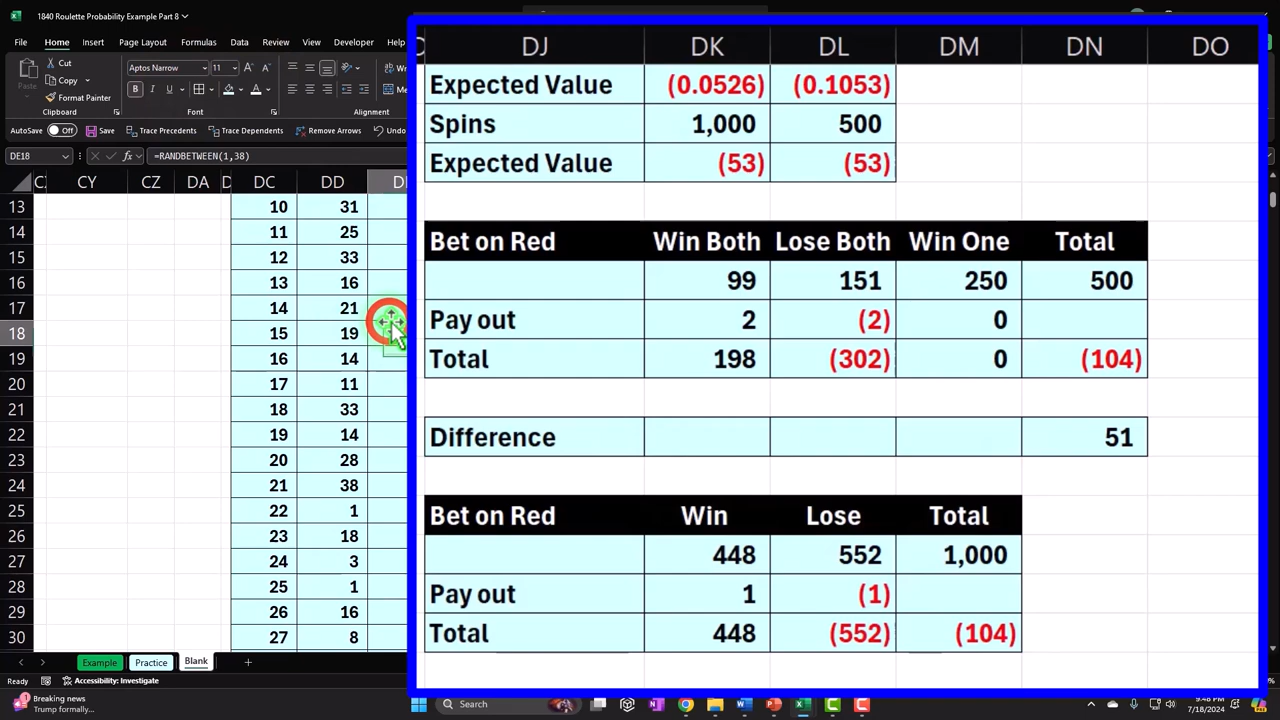 1840 Roulette Probability Example Part 8
File Home Insert Page Layout Formulas Data Review View Developer
Paste Cut Copy Format Painter Clipboard
Aptos Narrow 11 B I U Font
Alignment
AutoSave Off Save Trace Precedents Trace Dependents Remove Arrows Undo
DE18 fx =RANDBETWEEN(1,38)
CY CZ DA DC DD
13 10 31
14 11 25
15 12 33
16 13 16
17 14 21
18 15 19
19 16 14
20 17 11
21 18 33
22 19 14
23 20 28
24 21 38
25 22 1
26 23 18
27 24 3
28 25 1
29 26 16
30 27 8
DJ DK DL DM DN DO
Expected Value (0.0526) (0.1053)
Spins 1,000 500
Expected Value (53) (53)
Bet on Red Win Both Lose Both Win One Total
99 151 250 500
Pay out 2 (2) 0
Total 198 (302) 0 (104)
Difference 51
Bet on Red Win Lose Total
448 552 1,000
Pay out 1 (1)
Total 448 (552) (104)
Example Practice Blank
Ready Accessibility: Investigate
Breaking news
Trump formally...
Search
7/18/2024